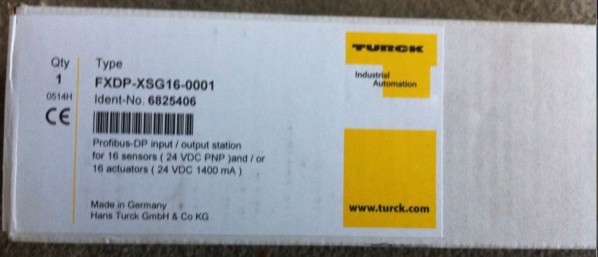 Qty
1
0514H
CE
Type
FXDP-XSG16-0001
Ident-No. 6825406
Profibus-DP input / output station
for 16 sensors ( 24 VDC PNP )and / or
16 actuators ( 24 VDC 1400 mA )
Made in Germany
Hans Turck GmbH & Co KG
TURCK
Industrial
Automation
www.turck.com